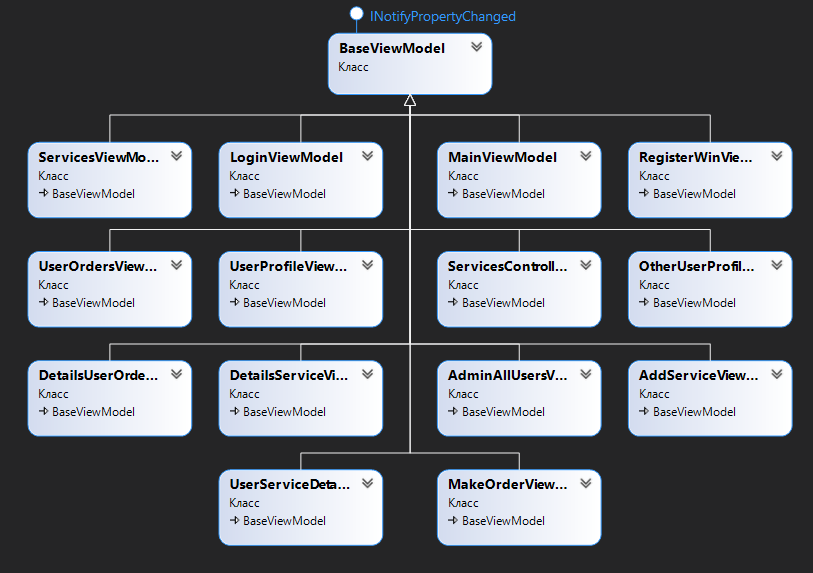 INotifyPropertyChanged
BaseViewModel
Класс
ServicesViewMo...
Класс
BaseViewModel
LoginViewModel
Класс
BaseViewModel
MainViewModel
Класс
BaseViewModel
RegisterWinVie...
Класс
BaseViewModel
UserOrdersView...
Класс
BaseViewModel
UserProfileView...
Класс
BaseViewModel
ServicesControll...
Класс
BaseViewModel
OtherUserProfil...
Класс
BaseViewModel
DetailsUserOrde...
Класс
BaseViewModel
DetailsServiceVi...
Класс
BaseViewModel
AdminAllUsersV...
Класс
BaseViewModel
AddServiceView...
Класс
BaseViewModel
UserServiceDeta...
Класс
BaseViewModel
MakeOrderView...
Класс
BaseViewModel